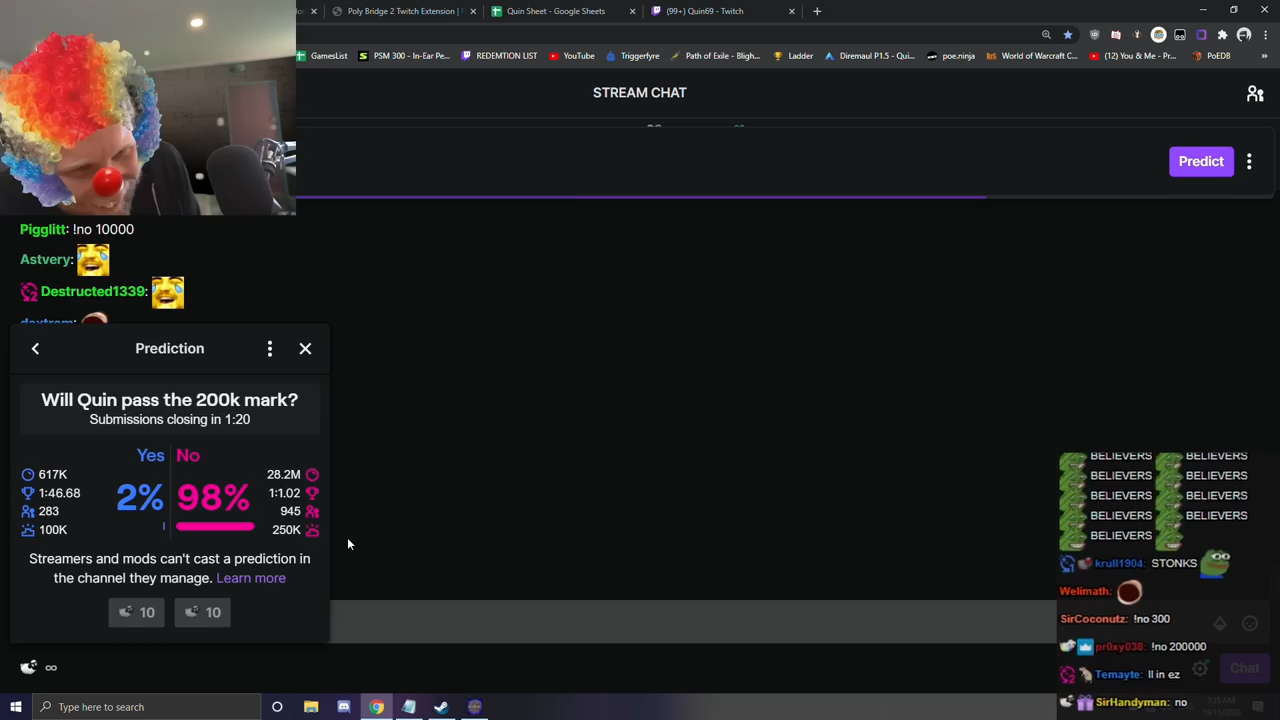 Poly Bridge 2 Twitch Extension |
Quin Sheet - Google Sheets
(99+) Quin69 - Twitch
GamesList
PSM 300 - In-Ear Pe...
REDEMTION LIST
YouTube
Triggerfyre
Path of Exile - Bligh...
Ladder
Diremaul P1.5 - Qui...
poe.ninja
World of Warcraft C...
(12) You & Me - Pr...
PoEDB
STREAM CHAT
Predict
Pigglitt: !no 10000
Astvery:
Destructed1339:
daxtrom:
Prediction
Will Quin pass the 200k mark?
Submissions closing in 1:20
Yes No
617K
1:46.68
283
100K
2%
98%
28.2M
1:1.02
945
250K
Streamers and mods can't cast a prediction in
the channel they manage. Learn more
10 10
∞
BELIEVERS BELIEVERS
BELIEVERS BELIEVERS
BELIEVERS BELIEVERS
BELIEVERS BELIEVERS
BELIEVERS
krull1904: STONKS
Welimath:
SirCoconutz: !no 300
pr0xy038: !no 200000
Temayte: ll in ez
Chat
SirHandyman: no
Type here to search